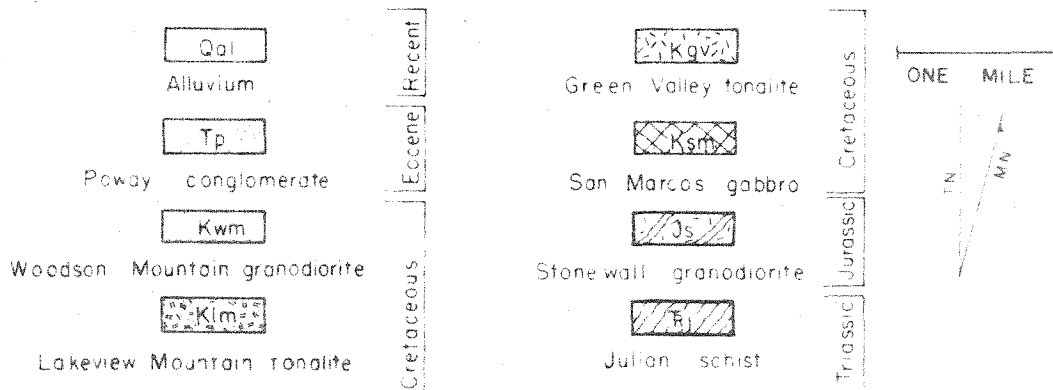 Qal
Alluvium
Recent
Tp
Poway conglomerate
Eocene
Kwm
Woodson Mountain granodiorite
Klm
Lakeview Mountain tonalite
Cretaceous
Kgv
Green Valley tonalite
Ksm
San Marcos gabbro
Cretaceous
Js
Stonewall granodiorite
Jurassic
Ꞧj
Julian schist
Triassic
ONE MILE
TN
MN